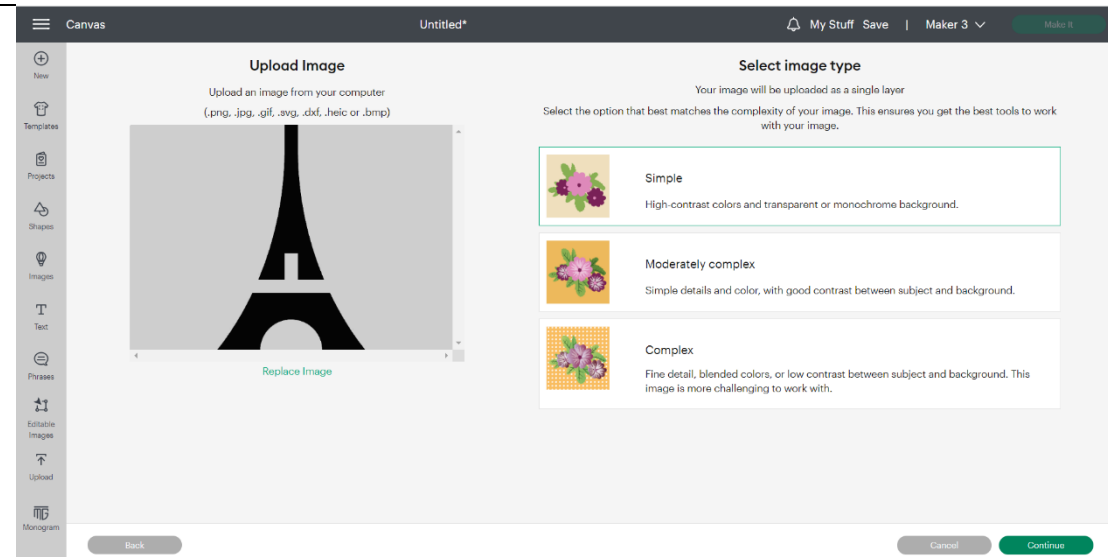 Canvas
Untitled*
My Stuff Save | Maker 3
Make It
New
Templates
Projects
Shapes
Images
Text
Phrases
Editable
Images
Upload
Monogram
Upload Image
Upload an image from your computer
(.png, .jpg, .gif, .svg, .dxf, .heic or .bmp)
Replace Image
Select image type
Your image will be uploaded as a single layer
Select the option that best matches the complexity of your image. This ensures you get the best tools to work
with your image.
Simple
High-contrast colors and transparent or monochrome background.
Moderately complex
Simple details and color, with good contrast between subject and background.
Complex
Fine detail, blended colors, or low contrast between subject and background. This
image is more challenging to work with.
Back
Cancel
Continue